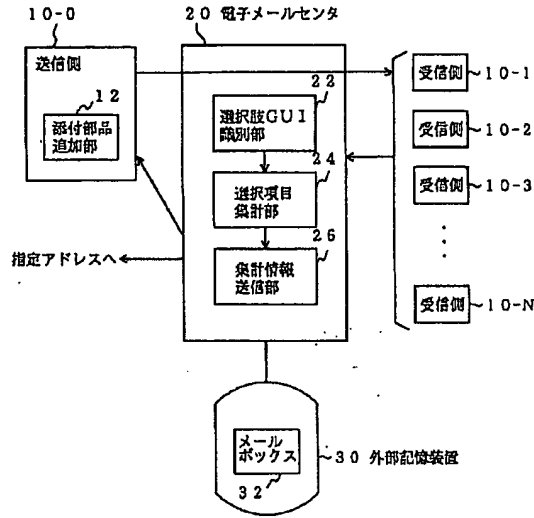 10-0
20 電子メールセンタ
送信側
12
添付部品
追加部
22
選択肢GUI
識別部
24
選択項目
集計部
26
集計情報
送信部
受信側 10-1
受信側 10-2
受信側 10-3
受信側 10-N
指定アドレスへ
メール
ボックス
32
30 外部記憶装置